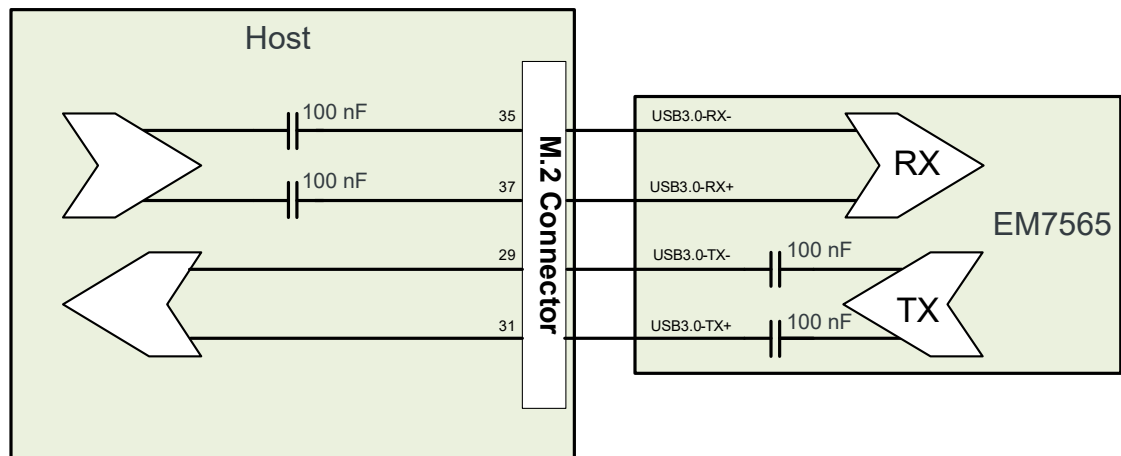 Host
100 nF
35
USB3.0-RX-
100 nF
37
USB3.0-RX+
RX
M.2 Connector
EM7565
29
USB3.0-TX-
100 nF
31
USB3.0-TX+
100 nF
TX